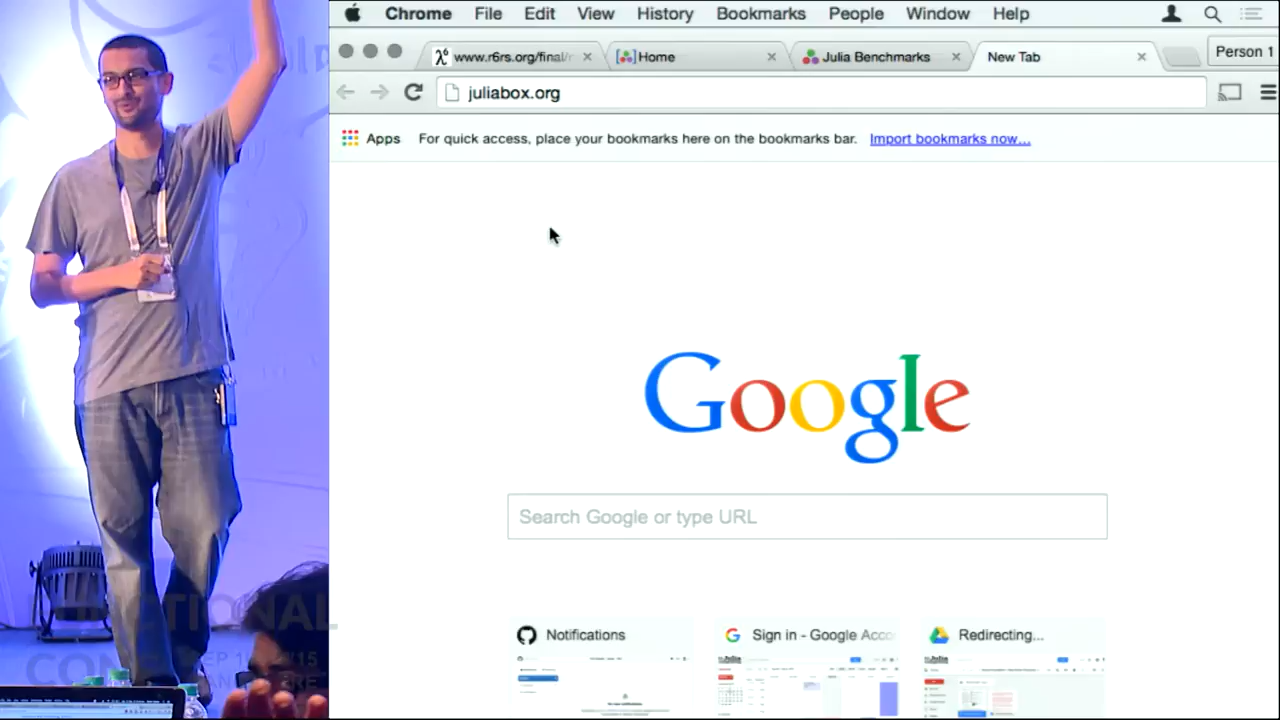 Chrome File Edit View History Bookmarks People Window Help
www.r6rs.org/final/ Home Julia Benchmarks New Tab Person 1
juliabox.org
Apps For quick access, place your bookmarks here on the bookmarks bar. Import bookmarks now...
Google
Search Google or type URL
Notifications Sign in - Google Acco Redirecting...
CTIONAL
CON